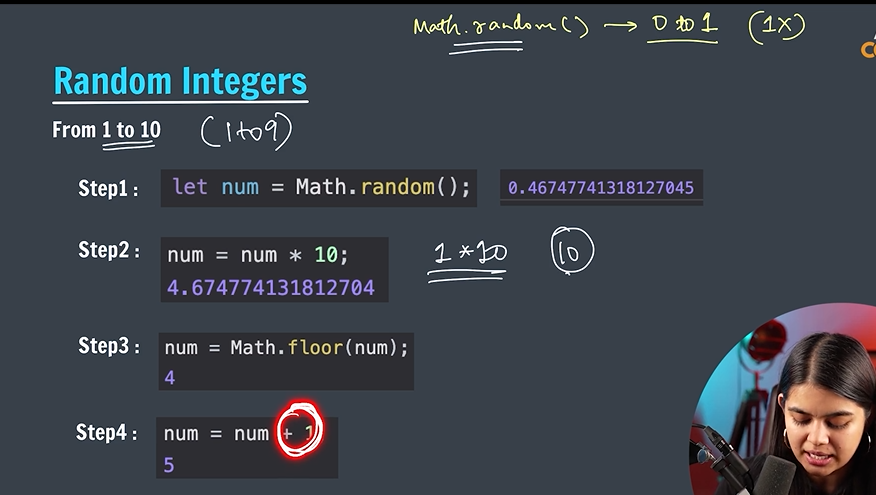 Math.random() → 0 to 1 (1X)
Random Integers
From 1 to 10 (1 to 9)
Step1 : let num = Math.random(); 0.46747741318127045
Step2 : num = num * 10; 1 * 10 10
4.674774131812704
Step3 : num = Math.floor(num);
4
Step4 : num = num + 1
5